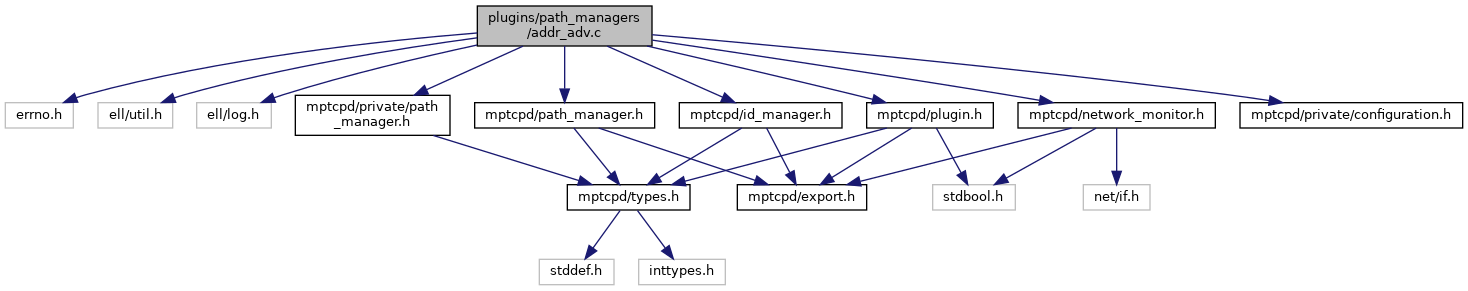 plugins/path_managers
/addr_adv.c
errno.h
ell/util.h
ell/log.h
mptcpd/private/path
_manager.h
mptcpd/path_manager.h
mptcpd/id_manager.h
mptcpd/plugin.h
mptcpd/network_monitor.h
mptcpd/private/configuration.h
mptcpd/types.h
mptcpd/export.h
stdbool.h
net/if.h
stddef.h
inttypes.h